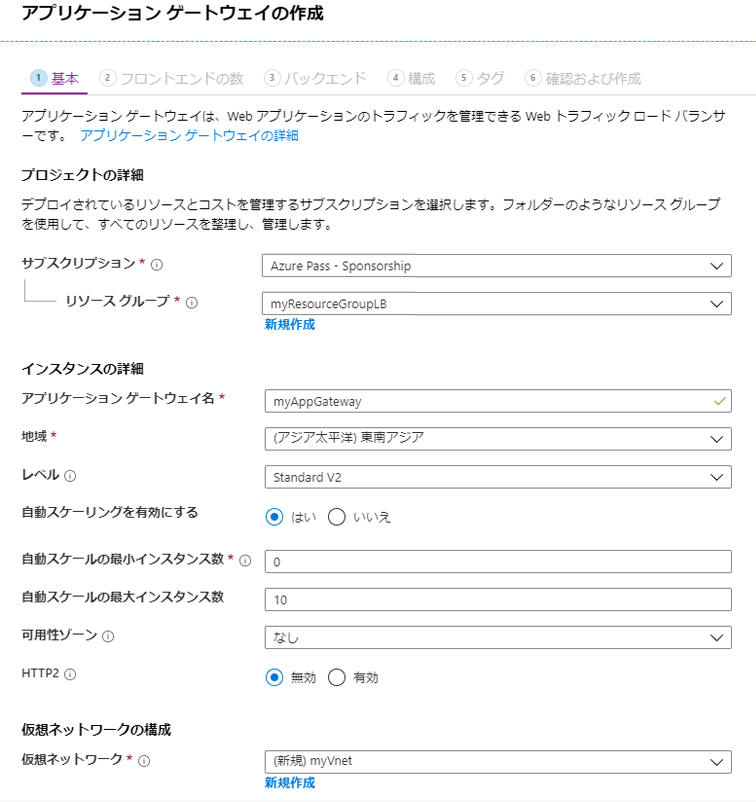 アプリケーション ゲートウェイの作成
1 基本 2 フロントエンドの数 3 バックエンド 4 構成 5 タグ 6 確認および作成
アプリケーション ゲートウェイは、Web アプリケーションのトラフィックを管理できる Web トラフィック ロード バランサ
ーです。 アプリケーション ゲートウェイの詳細
プロジェクトの詳細
デプロイされているリソースとコストを管理するサブスクリプションを選択します。フォルダーのようなリソース グループ
を使用して、すべてのリソースを整理し、管理します。
サブスクリプション * Azure Pass - Sponsorship
リソース グループ * myResourceGroupLB
新規作成
インスタンスの詳細
アプリケーション ゲートウェイ名 * myAppGateway
地域 * (アジア太平洋) 東南アジア
レベル Standard V2
自動スケーリングを有効にする はい いいえ
自動スケールの最小インスタンス数 * 0
自動スケールの最大インスタンス数 10
可用性ゾーン なし
HTTP2 無効 有効
仮想ネットワークの構成
仮想ネットワーク * (新規) myVnet
新規作成